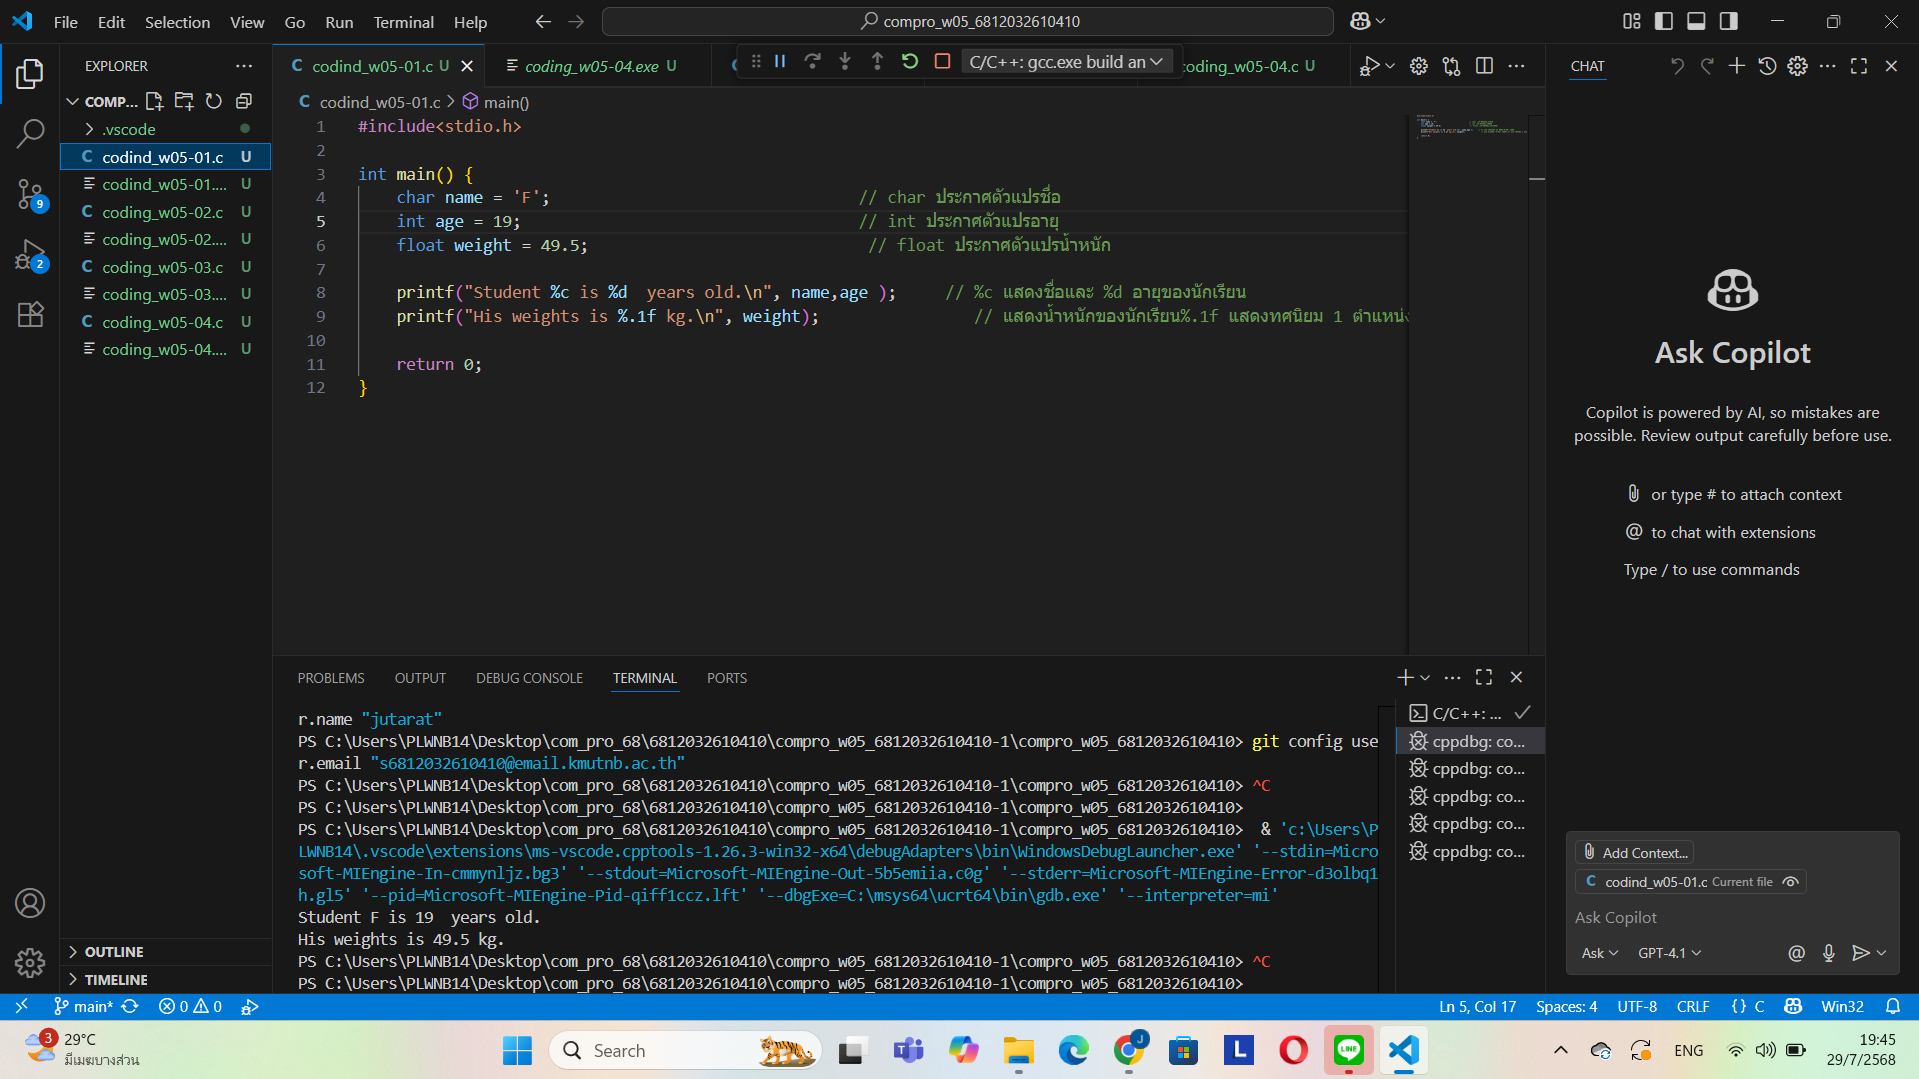 File Edit Selection View Go Run Terminal Help
compro_w05_6812032610410
EXPLORER
COMP...
.vscode
codind_w05-01.c U
codind_w05-01.... U
coding_w05-02.c U
coding_w05-02.... U
coding_w05-03.c U
coding_w05-03.... U
coding_w05-04.c U
coding_w05-04.... U
OUTLINE
TIMELINE
9
2
codind_w05-01.c U
coding_w05-04.exe U
C/C++: gcc.exe build an
coding_w05-04.c U
codind_w05-01.c > main()
1 #include<stdio.h>
2
3 int main() {
4 char name = 'F'; // char ประกาศตัวแปรชื่อ
5 int age = 19; // int ประกาศตัวแปรอายุ
6 float weight = 49.5; // float ประกาศตัวแปรน้ำหนัก
7
8 printf("Student %c is %d  years old.\n", name,age ); // %c แสดงชื่อและ %d อายุของนักเรียน
9 printf("His weights is %.1f kg.\n", weight); // แสดงน้ำหนักของนักเรียน%.1f แสดงทศนิยม 1 ตำแหน่ง
10
11 return 0;
12 }
PROBLEMS OUTPUT DEBUG CONSOLE TERMINAL PORTS
r.name "jutarat"
PS C:\Users\PLWNB14\Desktop\com_pro_68\6812032610410\compro_w05_6812032610410-1\compro_w05_6812032610410> git config use
r.email "s6812032610410@email.kmutnb.ac.th"
PS C:\Users\PLWNB14\Desktop\com_pro_68\6812032610410\compro_w05_6812032610410-1\compro_w05_6812032610410> ^C
PS C:\Users\PLWNB14\Desktop\com_pro_68\6812032610410\compro_w05_6812032610410-1\compro_w05_6812032610410>
PS C:\Users\PLWNB14\Desktop\com_pro_68\6812032610410\compro_w05_6812032610410-1\compro_w05_6812032610410>  & 'c:\Users\P
LWNB14\.vscode\extensions\ms-vscode.cpptools-1.26.3-win32-x64\debugAdapters\bin\WindowsDebugLauncher.exe' '--stdin=Micro
soft-MIEngine-In-cmmynljz.bg3' '--stdout=Microsoft-MIEngine-Out-5b5emiia.c0g' '--stderr=Microsoft-MIEngine-Error-d3olbq1
h.gl5' '--pid=Microsoft-MIEngine-Pid-qiff1ccz.lft' '--dbgExe=C:\msys64\ucrt64\bin\gdb.exe' '--interpreter=mi'
Student F is 19  years old.
His weights is 49.5 kg.
PS C:\Users\PLWNB14\Desktop\com_pro_68\6812032610410\compro_w05_6812032610410-1\compro_w05_6812032610410> ^C
PS C:\Users\PLWNB14\Desktop\com_pro_68\6812032610410\compro_w05_6812032610410-1\compro_w05_6812032610410>
C/C++: ...
cppdbg: co...
cppdbg: co...
cppdbg: co...
cppdbg: co...
cppdbg: co...
CHAT
Ask Copilot
Copilot is powered by AI, so mistakes are
possible. Review output carefully before use.
or type # to attach context
@ to chat with extensions
Type / to use commands
Add Context...
codind_w05-01.c Current file
Ask Copilot
Ask GPT-4.1
main* 0 0
Ln 5, Col 17 Spaces: 4 UTF-8 CRLF {} C Win32
3 29°C
มีเมฆบางส่วน
Search
J
L
LINE
ENG
19:45
29/7/2568